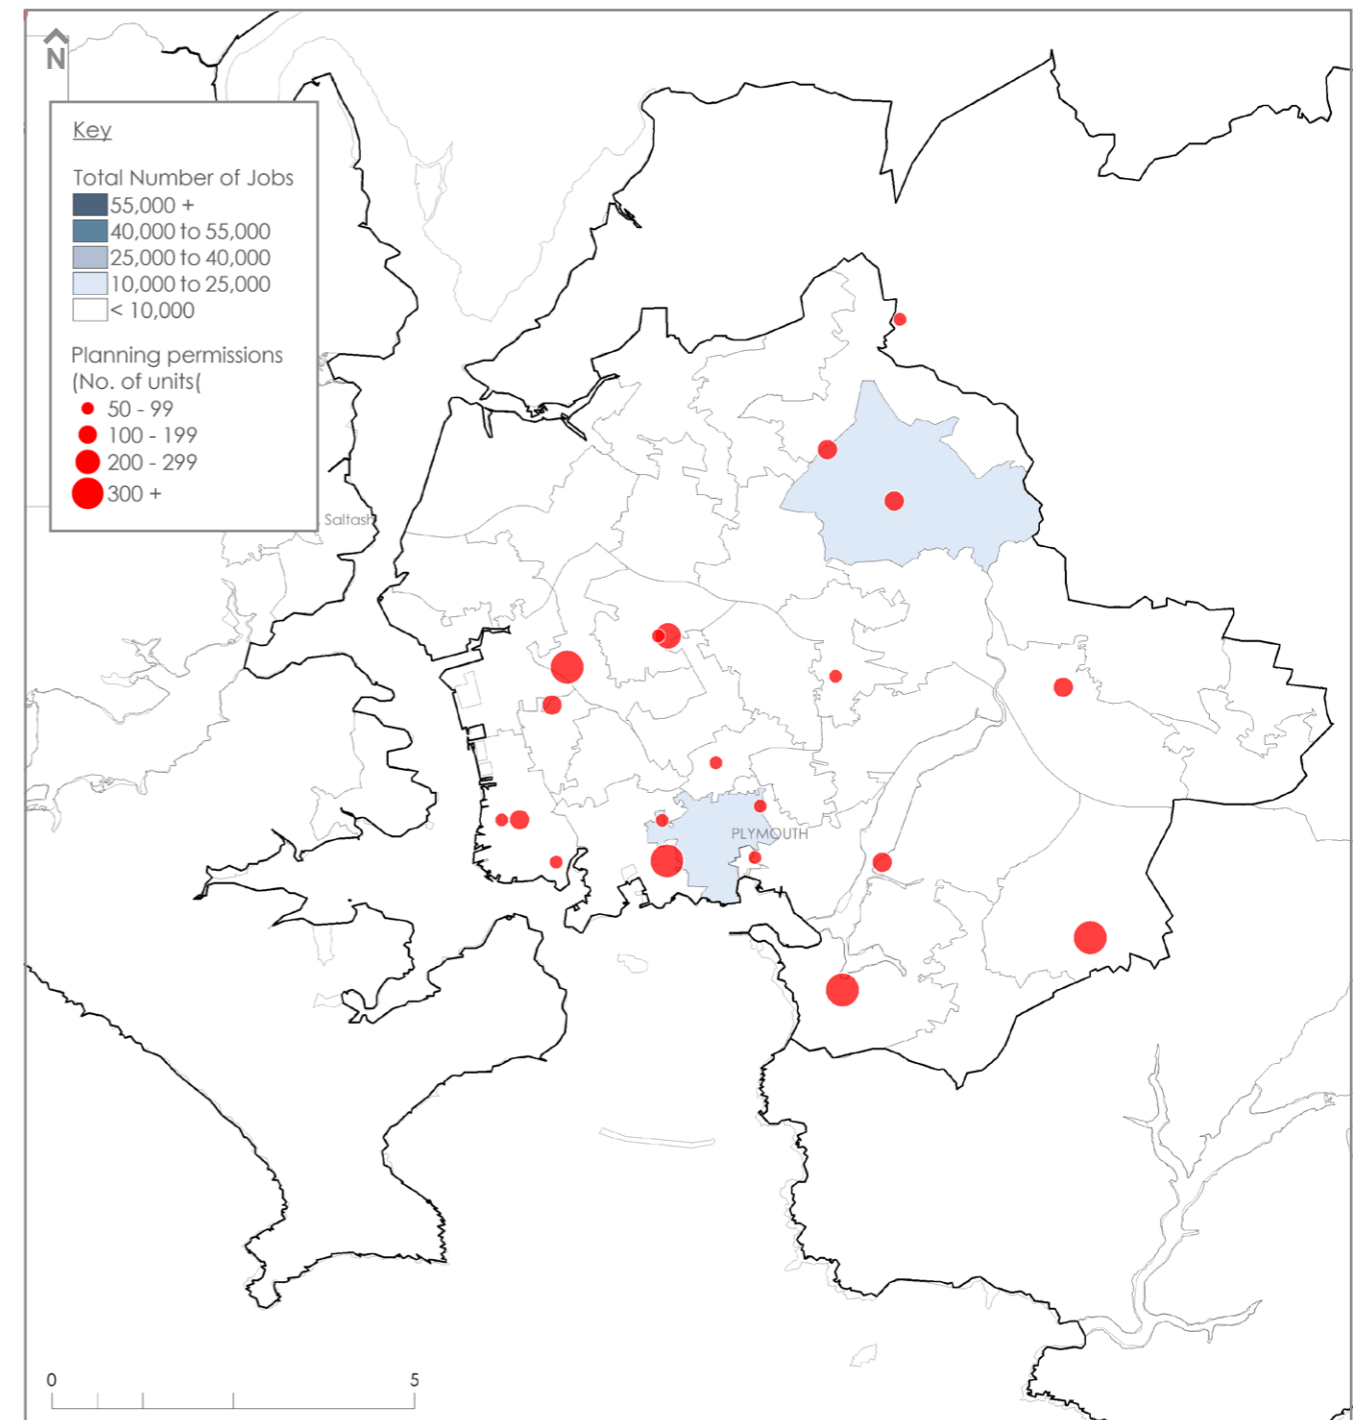 N
Key
Total Number of Jobs
55,000 +
40,000 to 55,000
25,000 to 40,000
10,000 to 25,000
< 10,000
Planning permissions
(No. of units(
50 - 99
100 - 199
200 - 299
300 +
Saltash
PLYMOUTH
0 5